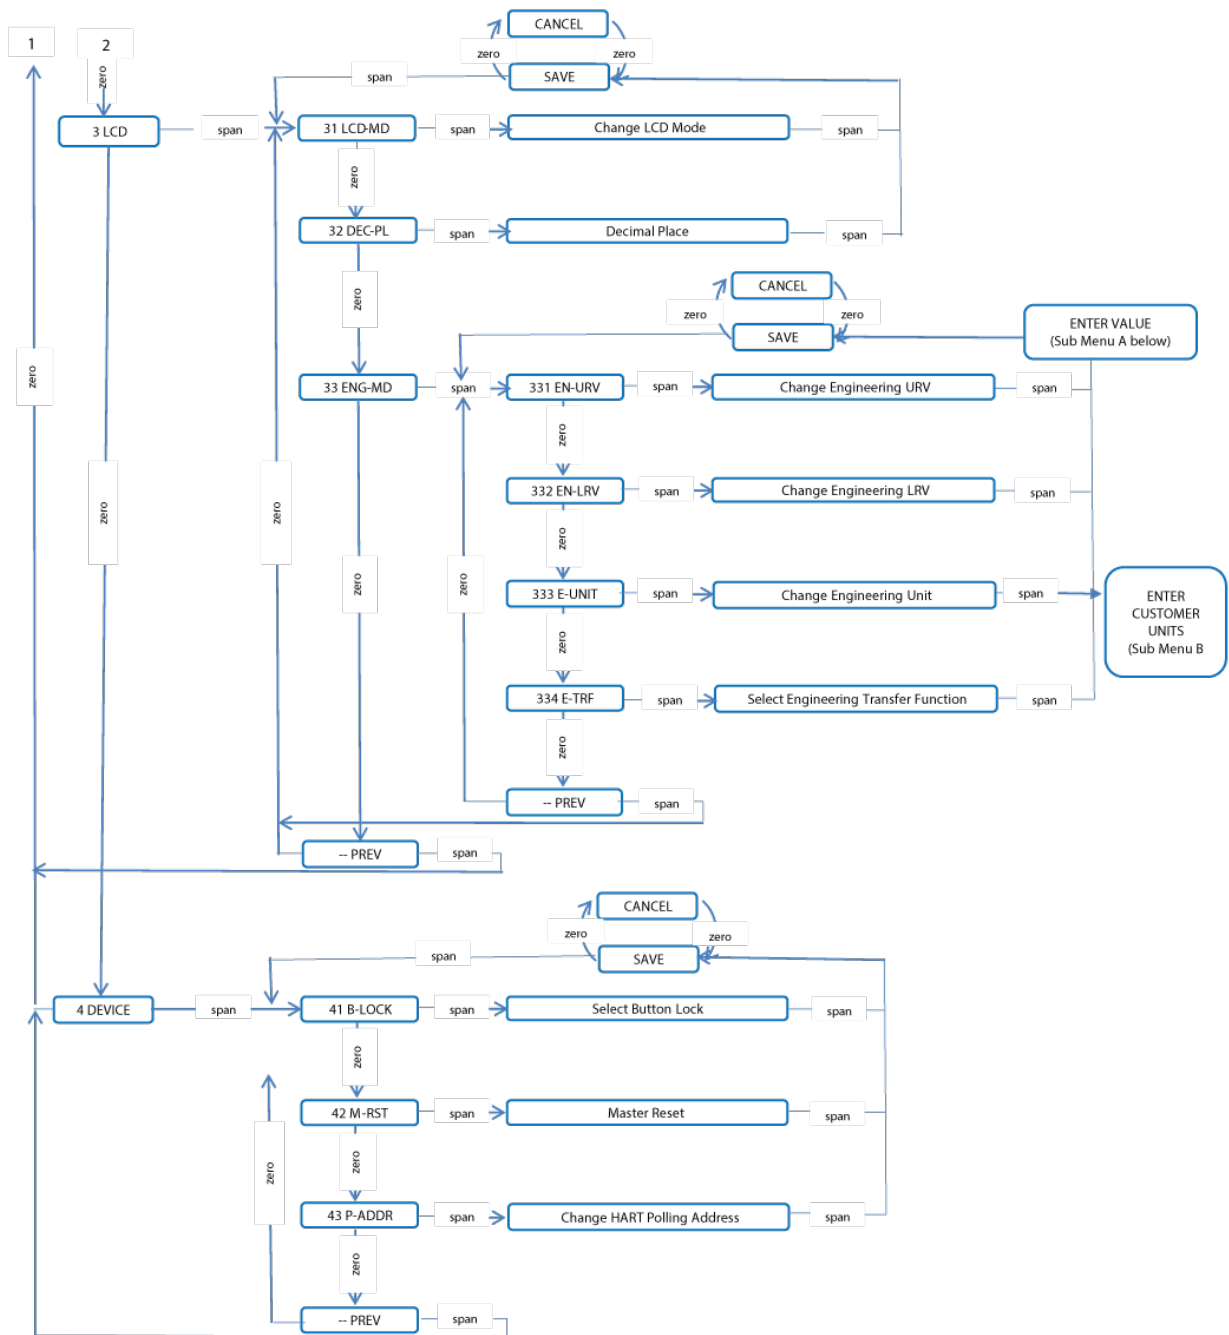 CANCEL
1
2
zero
zero
zero
span
SAVE
3 LCD
span
31 LCD-MD
span
Change LCD Mode
span
zero
32 DEC-PL
span
Decimal Place
span
zero
CANCEL
zero
zero
SAVE
ENTER VALUE
(Sub Menu A below)
zero
33 ENG-MD
span
331 EN-URV
span
Change Engineering URV
span
zero
332 EN-LRV
span
Change Engineering LRV
span
zero
zero
zero
333 E-UNIT
span
Change Engineering Unit
span
ENTER
CUSTOMER
UNITS
(Sub Menu B
zero
zero
zero
334 E-TRF
span
Select Engineering Transfer Function
span
zero
-- PREV
span
-- PREV
span
CANCEL
zero
zero
span
SAVE
4 DEVICE
span
41 B-LOCK
span
Select Button Lock
span
zero
42 M-RST
span
Master Reset
span
zero
zero
43 P-ADDR
span
Change HART Polling Address
span
zero
-- PREV
span